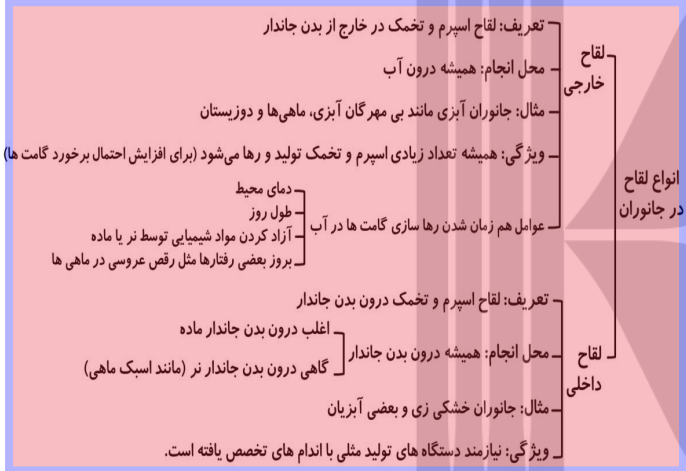 انواع لقاح
در جانوران
لقاح
خارجی
تعریف: لقاح اسپرم و تخمک در خارج از بدن جاندار
محل انجام: همیشه درون آب
مثال: جانوران آبزی مانند بی مهرگان آبزی، ماهی‌ها و دوزیستان
ویژگی: همیشه تعداد زیادی اسپرم و تخمک تولید و رها می‌شود (برای افزایش احتمال برخورد گامت ها)
عوامل هم زمان شدن رها سازی گامت ها در آب
دمای محیط
طول روز
آزاد کردن مواد شیمیایی توسط نر یا ماده
بروز بعضی رفتارها مثل رقص عروسی در ماهی ها
لقاح
داخلی
تعریف: لقاح اسپرم و تخمک درون بدن جاندار
محل انجام: همیشه درون بدن جاندار
اغلب درون بدن جاندار ماده
گاهی درون بدن جاندار نر (مانند اسبک ماهی)
مثال: جانوران خشکی زی و بعضی آبزیان
ویژگی: نیازمند دستگاه های تولید مثلی با اندام های تخصص یافته است.